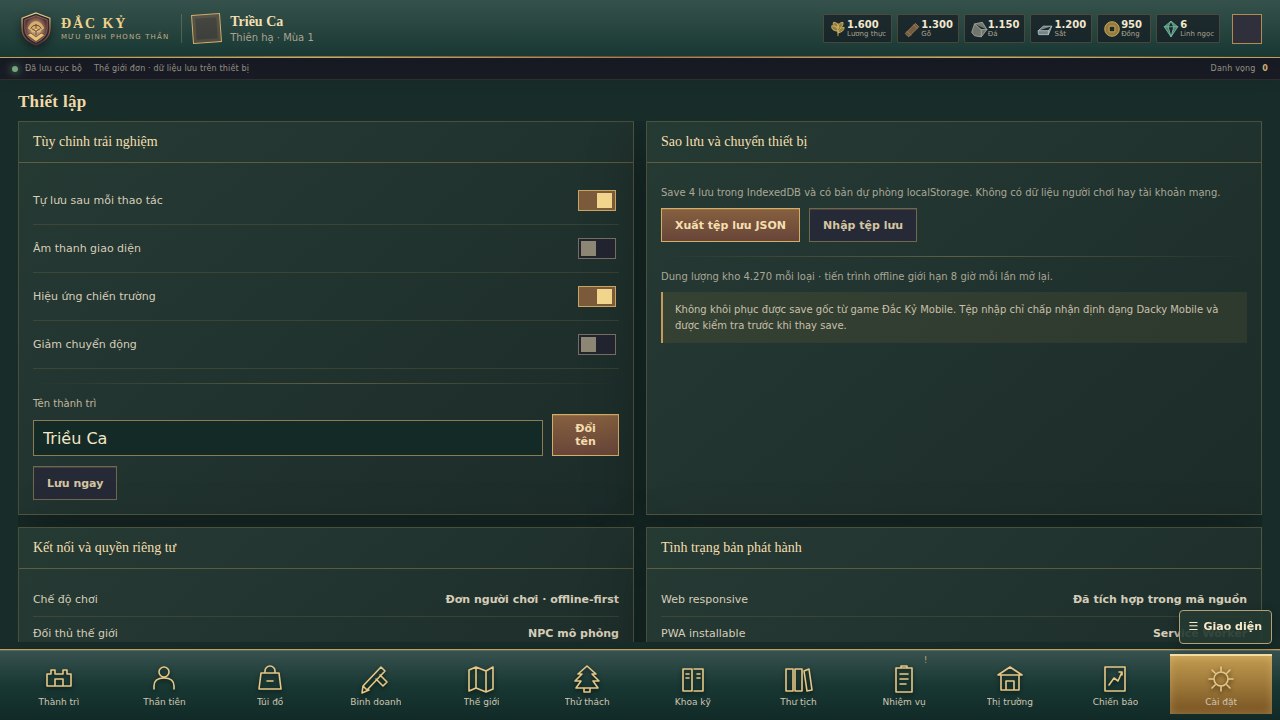 ĐẮC KỶ
MƯU ĐỊNH PHONG THẦN
Triều Ca
Thiên hạ · Mùa 1
1.600
Lương thực
1.300
Gỗ
1.150
Đá
1.200
Sắt
950
Đồng
6
Linh ngọc
Đã lưu cục bộ Thế giới đơn · dữ liệu lưu trên thiết bị
Danh vọng 0
Thiết lập
Tùy chỉnh trải nghiệm
Tự lưu sau mỗi thao tác
Âm thanh giao diện
Hiệu ứng chiến trường
Giảm chuyển động
Tên thành trì
Triều Ca
Đổi
tên
Lưu ngay
Sao lưu và chuyển thiết bị
Save 4 lưu trong IndexedDB và có bản dự phòng localStorage. Không có dữ liệu người chơi hay tài khoản mạng.
Xuất tệp lưu JSON
Nhập tệp lưu
Dung lượng kho 4.270 mỗi loại · tiến trình offline giới hạn 8 giờ mỗi lần mở lại.
Không khôi phục được save gốc từ game Đắc Kỷ Mobile. Tệp nhập chỉ chấp nhận định dạng Dacky Mobile và
được kiểm tra trước khi thay save.
Kết nối và quyền riêng tư
Chế độ chơi Đơn người chơi · offline-first
Đối thủ thế giới NPC mô phỏng
Tình trạng bản phát hành
Web responsive Đã tích hợp trong mã nguồn
PWA installable Service Worker
☰ Giao diện
Thành trì
Thần tiên
Túi đồ
Binh doanh
Thế giới
Thử thách
Khoa kỹ
Thư tịch
!
Nhiệm vụ
Thị trường
Chiến báo
Cài đặt